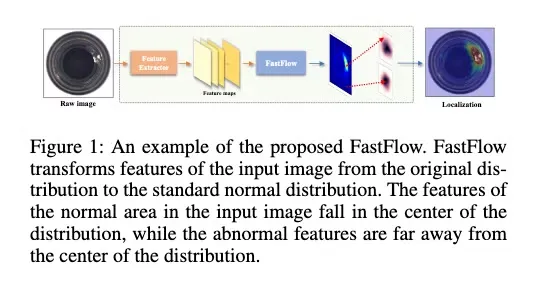 Feature
Extractor
FastFlow
Raw image
Feature maps
Localization
Figure 1: An example of the proposed FastFlow. FastFlow
transforms features of the input image from the original dis-
tribution to the standard normal distribution. The features of
the normal area in the input image fall in the center of the
distribution, while the abnormal features are far away from
the center of the distribution.